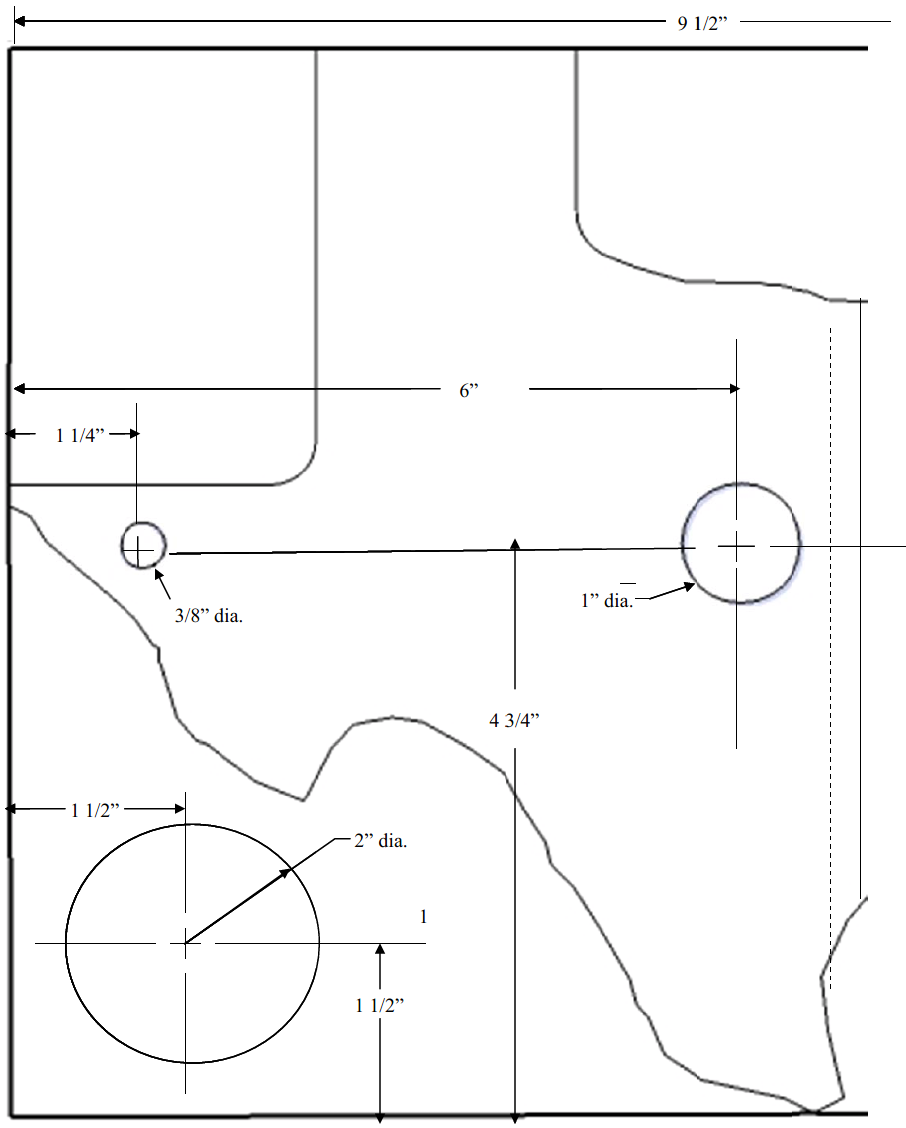 9 1/2”
6”
1 1/4”
3/8” dia.
1” dia.
4 3/4”
1 1/2”
2” dia.
1
1 1/2”